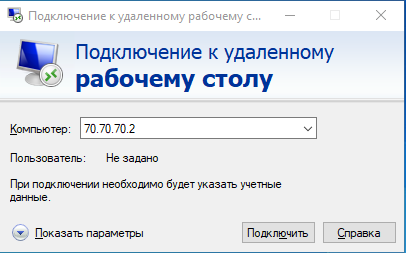 Подключение к удаленному рабочему с...
Подключение к удаленному
рабочему столу
Компьютер: 70.70.70.2
Пользователь: Не задано
При подключении необходимо будет указать учетные
данные.
Показать параметры Подключить Справка